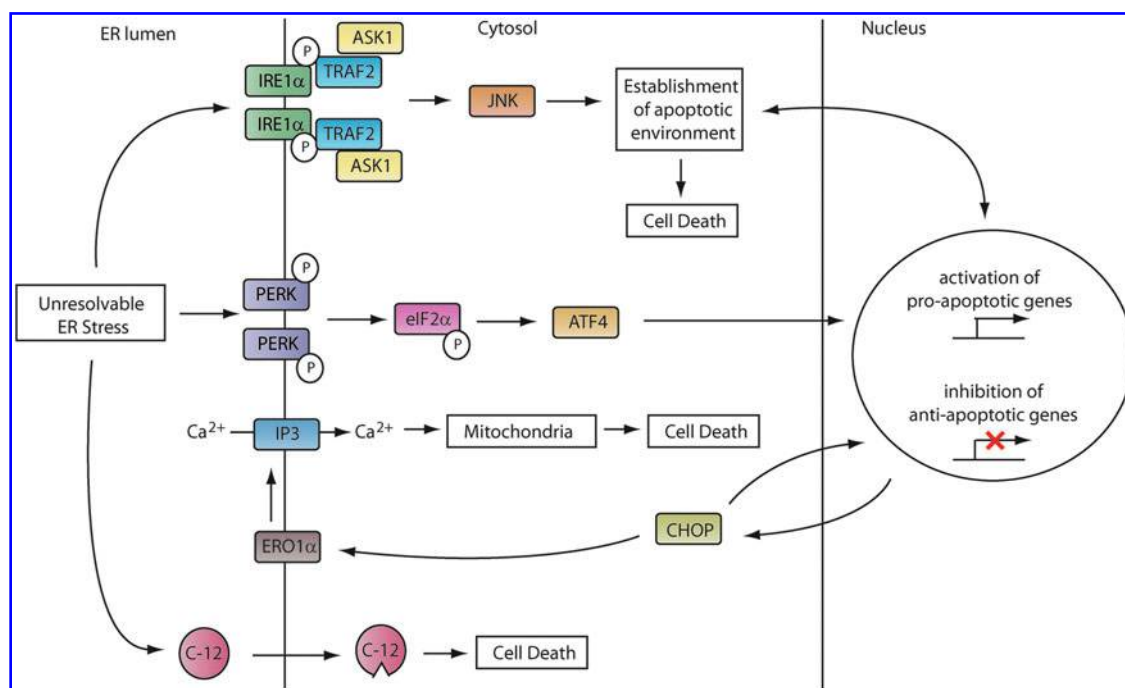 ER lumen
Cytosol
Nucleus
P
ASK1
TRAF2
IRE1α
IRE1α
P
TRAF2
ASK1
JNK
Establishment
of apoptotic
environment
Cell Death
Unresolvable
ER Stress
P
PERK
PERK
P
eIF2α
P
ATF4
activation of
pro-apoptotic genes
inhibition of
anti-apoptotic genes
Ca²⁺
IP3
Ca²⁺
Mitochondria
Cell Death
CHOP
ERO1α
C-12
C-12
Cell Death